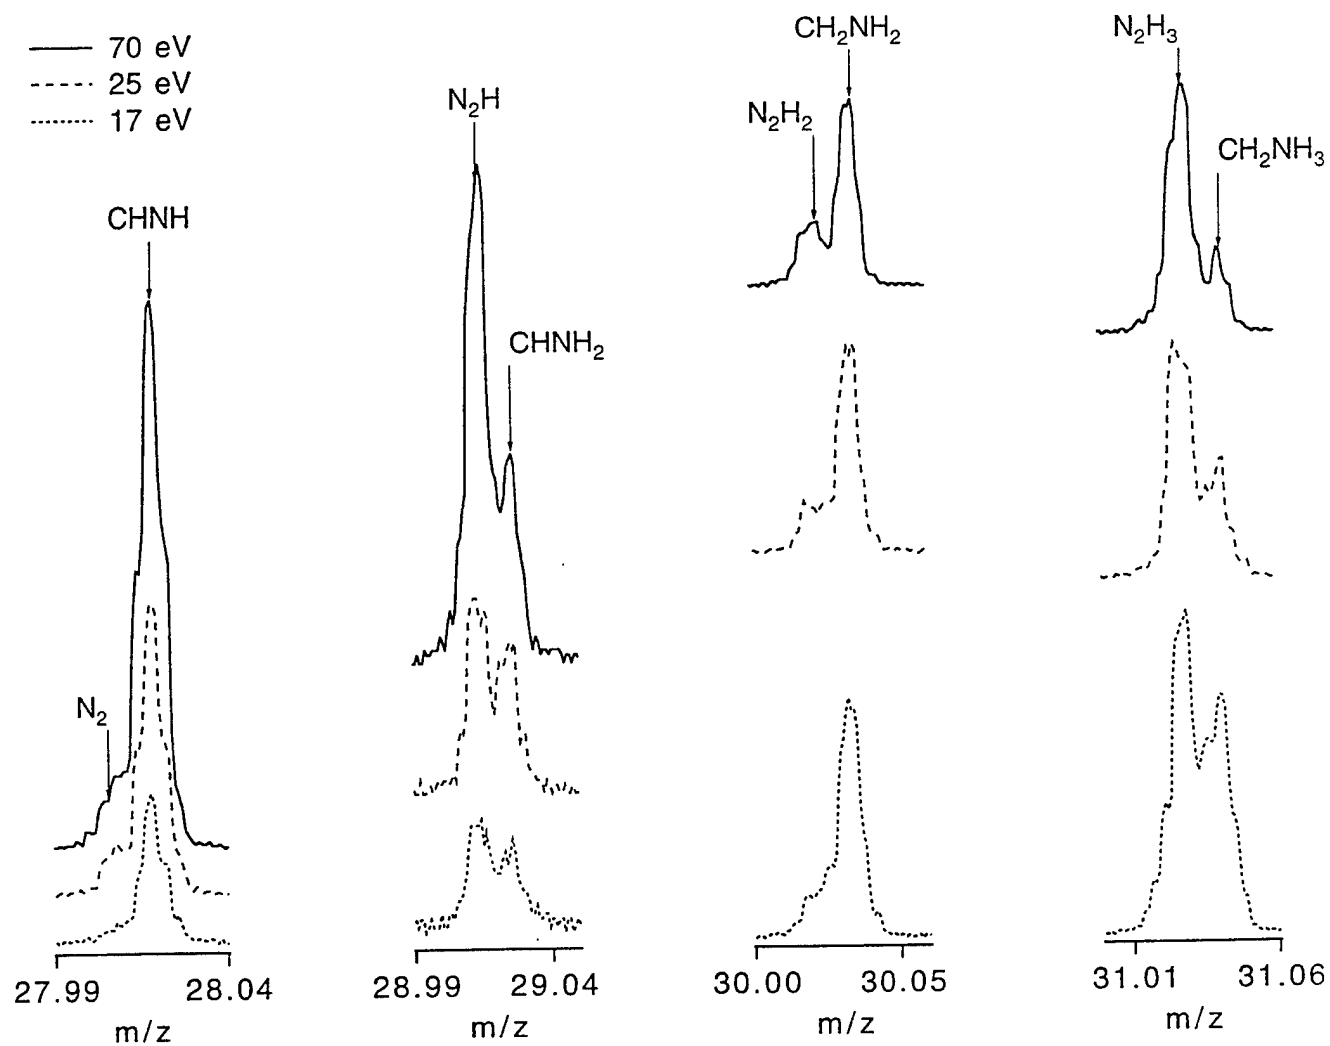 70 eV
25 eV
17 eV
CHNH
N₂
N₂H
CHNH₂
CH₂NH₂
N₂H₂
N₂H₃
CH₂NH₃
27.99 28.04
m/z
28.99 29.04
m/z
30.00 30.05
m/z
31.01 31.06
m/z